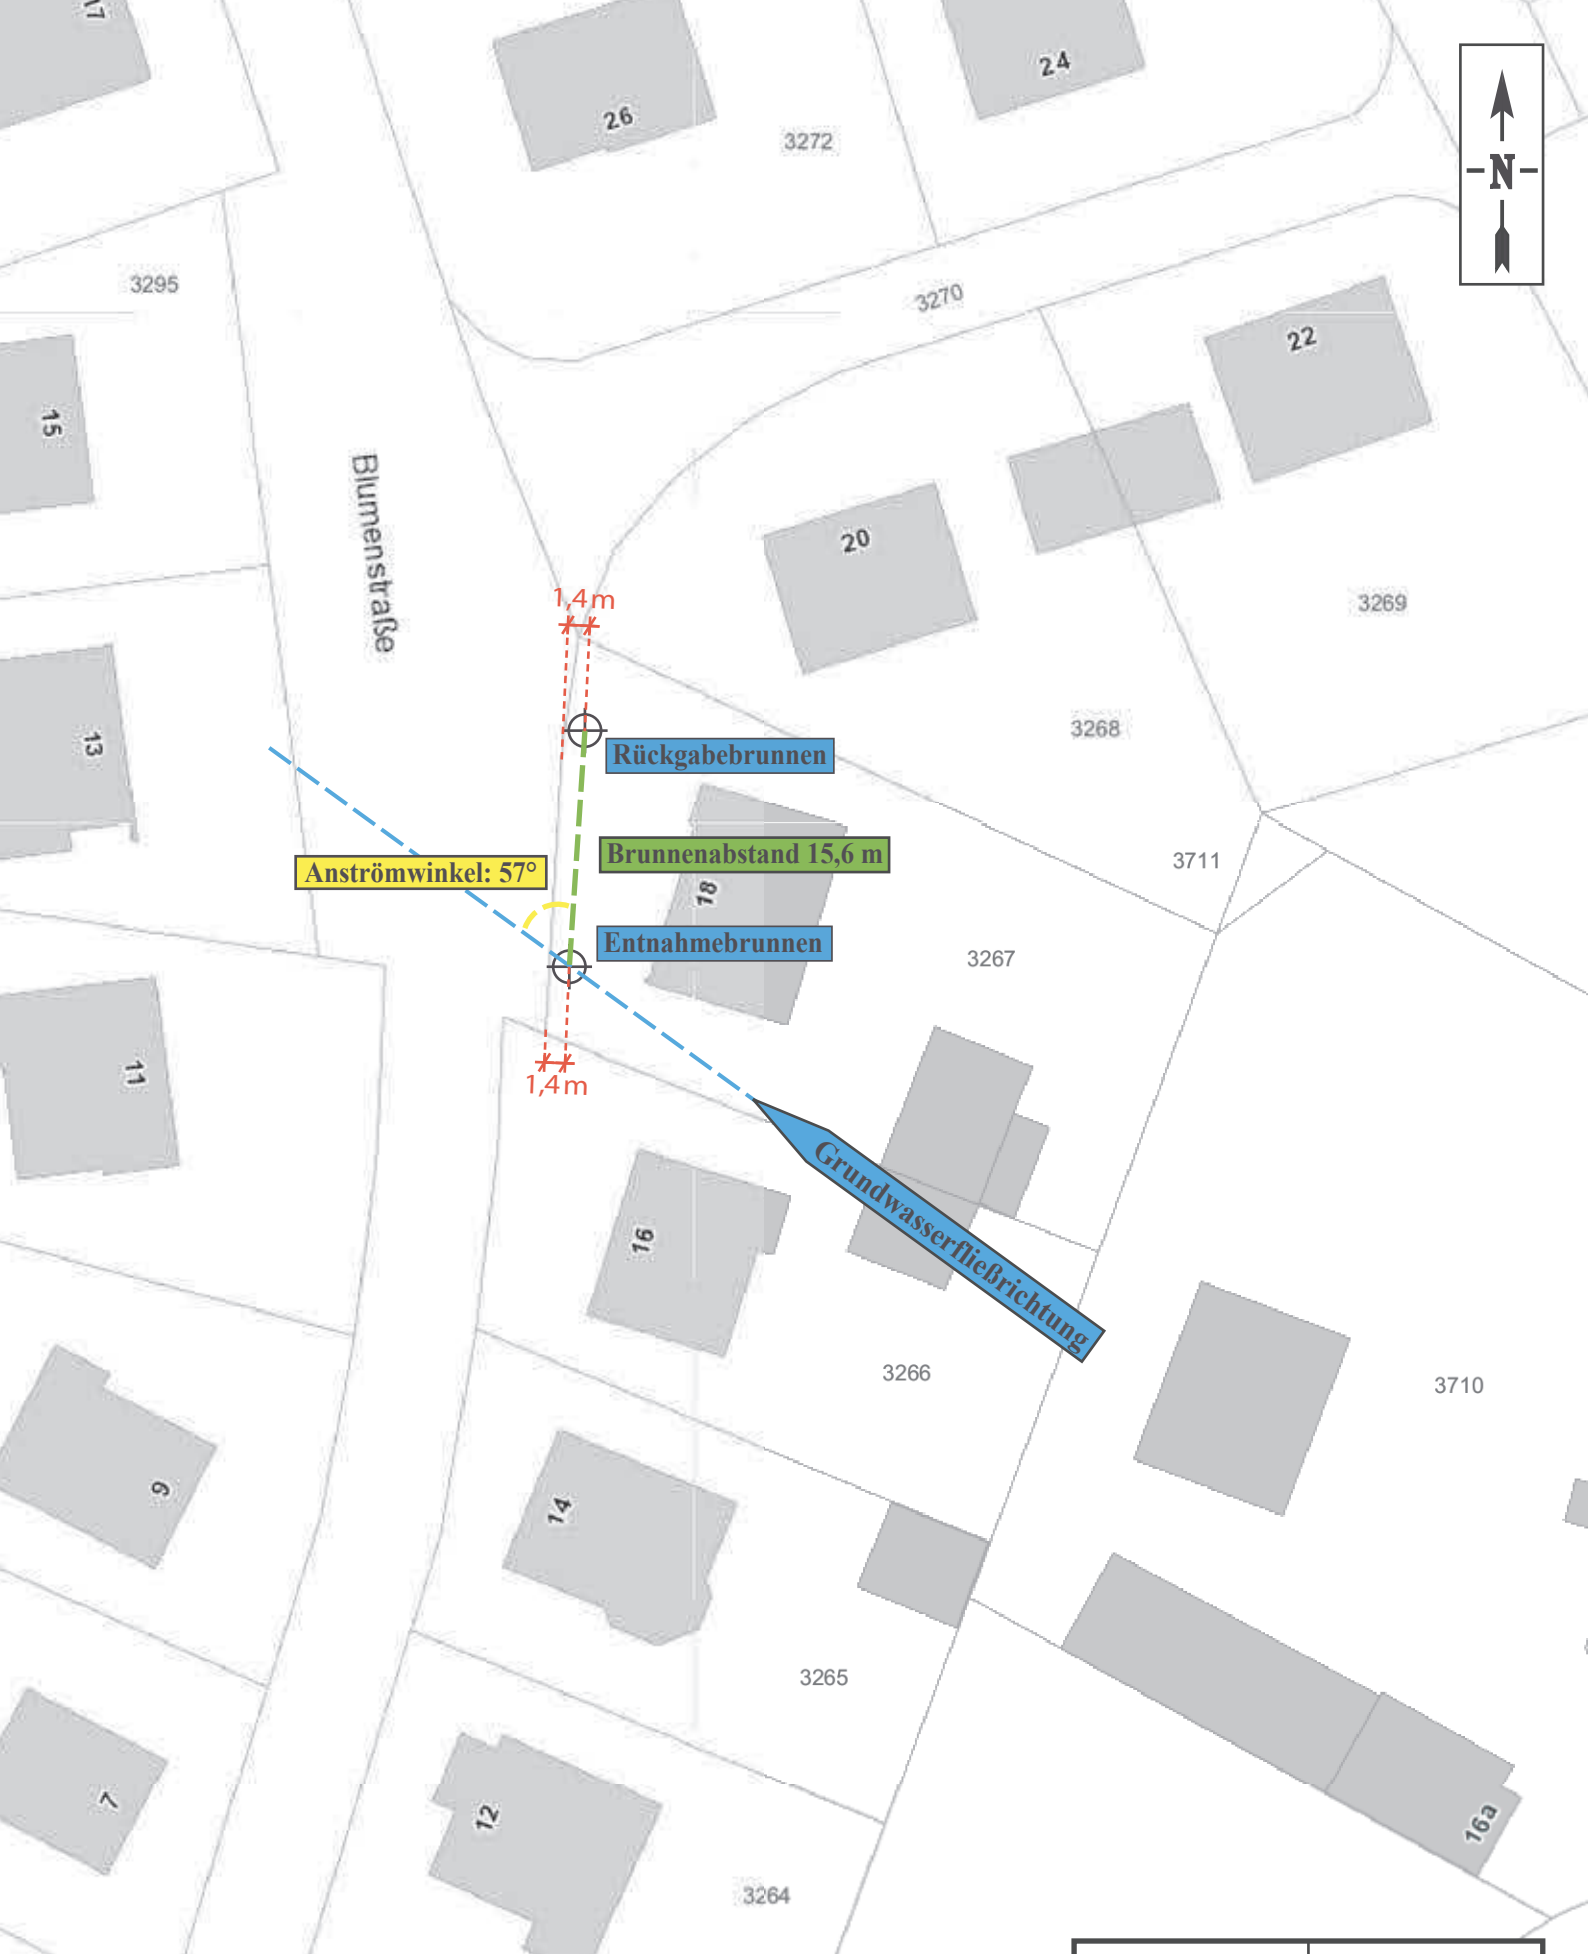 17
26
24
3272
N
3295
3270
22
15
Blumenstraße
20
3269
1,4m
13
3268
Rückgabebrunnen
Brunnenabstand 15,6 m
Anströmwinkel: 57°
18
3711
Entnahmebrunnen
3267
11
1,4m
Grundwasserfließrichtung
16
3266
3710
9
14
3265
7
12
16a
3264